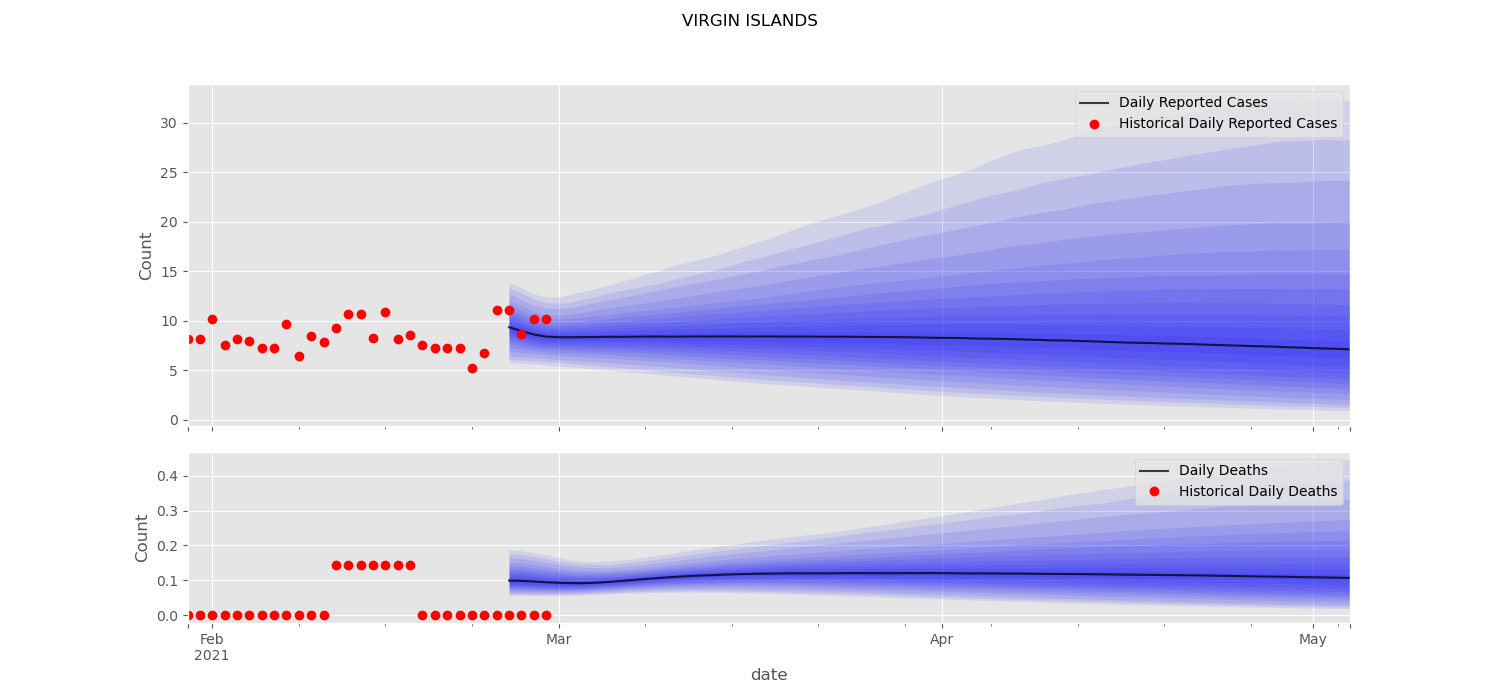 VIRGIN ISLANDS
Daily Reported Cases
Historical Daily Reported Cases
30
25
20
15
10
5
0
Count
Daily Deaths
Historical Daily Deaths
0.4
0.3
0.2
0.1
0.0
Count
Feb
2021
Mar
Apr
May
date